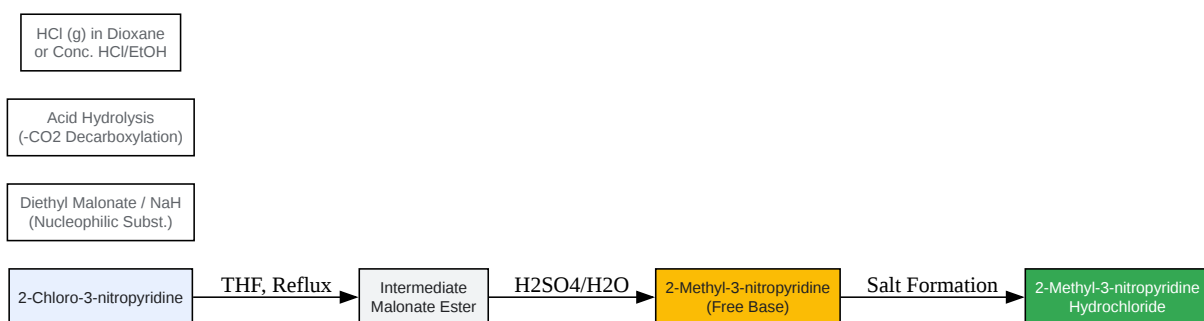 HCl (g) in Dioxane
or Conc. HCl/EtOH
Acid Hydrolysis
(-CO2 Decarboxylation)
Diethyl Malonate / NaH
(Nucleophilic Subst.)
2-Chloro-3-nitropyridine
THF, Reflux
Intermediate
Malonate Ester
H2SO4/H2O
2-Methyl-3-nitropyridine
(Free Base)
Salt Formation
2-Methyl-3-nitropyridine
Hydrochloride